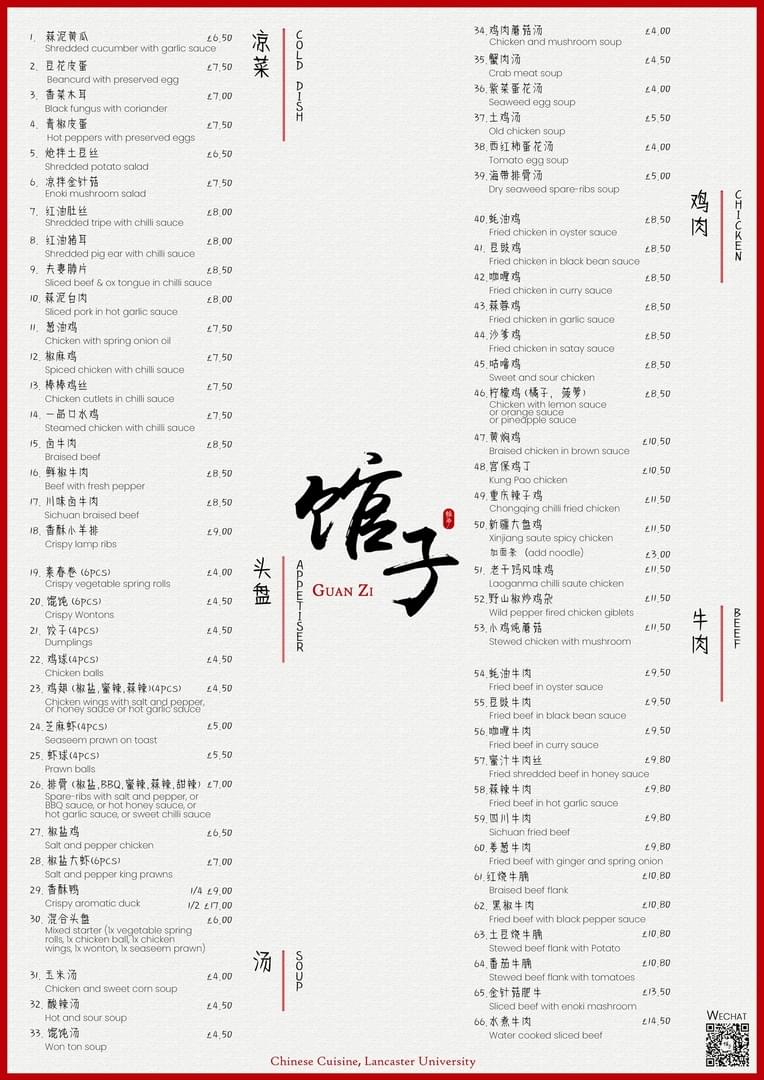 1. 蒜泥黄瓜 £6,50
Shredded cucumber with garlic sauce
2. 豆花皮蛋 £7,50
Beancurd with preserved egg
3. 香菜木耳 £7,00
Black fungus with coriander
4. 青椒皮蛋 £7,50
Hot peppers with preserved eggs
5. 炝拌土豆丝 £6,50
Shredded potato salad
6. 凉拌金针菇 £7,50
Enoki mushroom salad
7. 红油肚丝 £8,00
Shredded tripe with chilli sauce
8. 红油猪耳 £8,00
Shredded pig ear with chilli sauce
9. 夫妻肺片 £8,50
Sliced beef & ox tongue in chilli sauce
10. 蒜泥白肉 £8,00
Sliced pork in hot garlic sauce
11. 葱油鸡 £7,50
Chicken with spring onion oil
12. 椒麻鸡 £7,50
Spiced chicken with chilli sauce
13. 棒棒鸡丝 £7,50
Chicken cutlets in chilli sauce
14. 一品口水鸡 £7,50
Steamed chicken with chilli sauce
15. 卤牛肉 £8,50
Braised beef
16. 鲜椒牛肉 £8,50
Beef with fresh pepper
17. 川味卤牛肉 £8,50
Sichuan braised beef
18. 香酥小羊排 £9,00
Crispy lamp ribs
凉菜
COLD DISH
19. 素春卷 (6PCS) £4,00
Crispy vegetable spring rolls
20. 馄饨 (6PCS) £4,50
Crispy Wontons
21. 饺子(4PCS) £4,50
Dumplings
22. 鸡球(4PCS) £4,50
Chicken balls
23. 鸡翅 (椒盐,蜜辣,蒜辣)(4PCS) £4,50
Chicken wings with salt and pepper,
or honey sauce or hot garlic sauce
24. 芝麻虾(4PCS) £5,00
Seaseem prawn on toast
25. 虾球(4PCS) £5,50
Prawn balls
26. 排骨 (椒盐,BBQ,蜜辣,蒜辣,甜辣) £7,00
Spare-ribs with salt and pepper, or
BBQ sauce, or hot honey sauce, or
hot garlic sauce, or sweet chilli sauce
27. 椒盐鸡 £6,50
Salt and pepper chicken
28. 椒盐大虾(6PCS) £7,00
Salt and pepper king prawns
29. 香酥鸭 1/4 £9,00
Crispy aromatic duck 1/2 £17,00
30. 混合头盘 £6,00
Mixed starter (1x vegetable spring
rolls, 1x chicken ball, 1x chicken
wings, 1x wonton, 1x seaseem prawn)
头盘
APPETISER
31. 玉米汤 £4,00
Chicken and sweet corn soup
32. 酸辣汤 £4,50
Hot and sour soup
33. 馄饨汤 £4,50
Won ton soup
汤
SOUP
馆子
GUAN ZI
34. 鸡肉蘑菇汤 £4,00
Chicken and mushroom soup
35. 蟹肉汤 £4,50
Crab meat soup
36. 紫菜蛋花汤 £4,00
Seaweed egg soup
37. 土鸡汤 £5,50
Old chicken soup
38. 西红柿蛋花汤 £4,00
Tomato egg soup
39. 海带排骨汤 £5,00
Dry seaweed spare-ribs soup
40. 蚝油鸡 £8,50
Fried chicken in oyster sauce
41. 豆豉鸡 £8,50
Fried chicken in black bean sauce
42. 咖喱鸡 £8,50
Fried chicken in curry sauce
43. 蒜蓉鸡 £8,50
Fried chicken in garlic sauce
44. 沙爹鸡 £8,50
Fried chicken in satay sauce
45. 咕噜鸡 £8,50
Sweet and sour chicken
46. 柠檬鸡 (橘子, 菠萝) £8,50
Chicken with lemon sauce
or orange sauce
or pineapple sauce
47. 黄焖鸡 £10,50
Braised chicken in brown sauce
48. 宫保鸡丁 £10,50
Kung Pao chicken
49. 重庆辣子鸡 £11,50
Chongqing chilli fried chicken
50. 新疆大盘鸡 £11,50
Xinjiang saute spicy chicken
加面条 (add noodle) £3,00
51. 老干妈风味鸡 £11,50
Laoganma chilli saute chicken
52. 野山椒炒鸡杂 £11,50
Wild pepper fired chicken giblets
53. 小鸡炖蘑菇 £11,50
Stewed chicken with mushroom
鸡肉
CHICKEN
54. 蚝油牛肉 £9,50
Fried beef in oyster sauce
55. 豆豉牛肉 £9,50
Fried beef in black bean sauce
56. 咖喱牛肉 £9,50
Fried beef in curry sauce
57. 蜜汁牛肉丝 £9,80
Fried shredded beef in honey sauce
58. 蒜辣牛肉 £9,80
Fried beef in hot garlic sauce
59. 四川牛肉 £9,80
Sichuan fried beef
60. 姜葱牛肉 £9,80
Fried beef with ginger and spring onion
61. 红烧牛腩 £10,80
Braised beef flank
62. 黑椒牛肉 £10,80
Fried beef with black pepper sauce
63. 土豆烧牛腩 £10,80
Stewed beef flank with Potato
64. 番茄牛腩 £10,80
Stewed beef flank with tomatoes
65. 金针菇肥牛 £13,50
Sliced beef with enoki mashroom
66. 水煮牛肉 £14,50
Water cooked sliced beef
牛肉
BEEF
WECHAT
Chinese Cuisine, Lancaster University